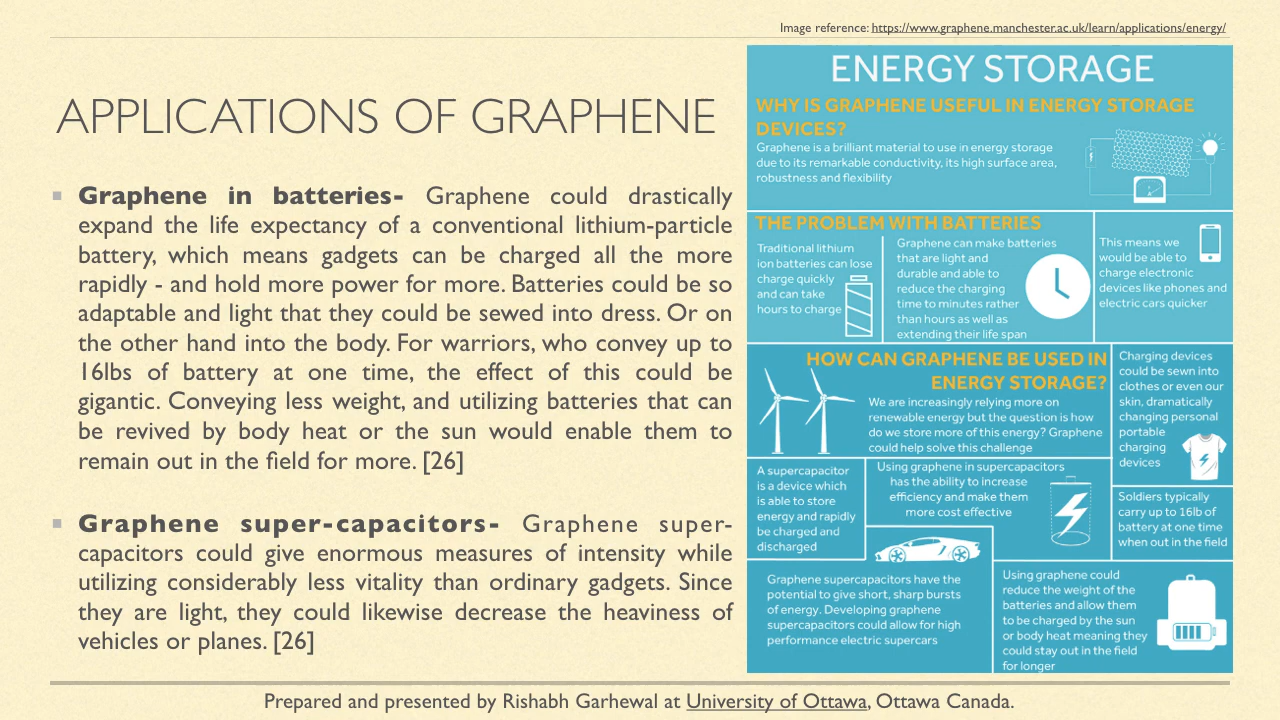 Image reference: https://www.graphene.manchester.ac.uk/learn/applications/energy/
APPLICATIONS OF GRAPHENE
▪ Graphene in batteries- Graphene could drastically
expand the life expectancy of a conventional lithium-particle
battery, which means gadgets can be charged all the more
rapidly - and hold more power for more. Batteries could be so
adaptable and light that they could be sewed into dress. Or on
the other hand into the body. For warriors, who convey up to
16lbs of battery at one time, the effect of this could be
gigantic. Conveying less weight, and utilizing batteries that can
be revived by body heat or the sun would enable them to
remain out in the field for more. [26]
▪ Graphene super-capacitors- Graphene super-
capacitors could give enormous measures of intensity while
utilizing considerably less vitality than ordinary gadgets. Since
they are light, they could likewise decrease the heaviness of
vehicles or planes. [26]
ENERGY STORAGE
WHY IS GRAPHENE USEFUL IN ENERGY STORAGE
DEVICES?
Graphene is a brilliant material to use in energy storage
due to its remarkable conductivity, its high surface area,
robustness and flexibility
THE PROBLEM WITH BATTERIES
Traditional lithium
ion batteries can lose
charge quickly
and can take
hours to charge
Graphene can make batteries
that are light and
durable and able to
reduce the charging
time to minutes rather
than hours as well as
extending their life span
This means we
would be able to
charge electronic
devices like phones and
electric cars quicker
HOW CAN GRAPHENE BE USED IN
ENERGY STORAGE?
We are increasingly relying more on
renewable energy but the question is how
do we store more of this energy? Graphene
could help solve this challenge
Charging devices
could be sewn into
clothes or even our
skin, dramatically
changing personal
portable
charging
devices
A supercapacitor
is a device which
is able to store
energy and rapidly
be charged and
discharged
Using graphene in supercapacitors
has the ability to increase
efficiency and make them
more cost effective
Soldiers typically
carry up to 16lb of
battery at one time
when out in the field
Graphene supercapacitors have the
potential to give short, sharp bursts
of energy. Developing graphene
supercapacitors could allow for high
performance electric supercars
Using graphene could
reduce the weight of the
batteries and allow them
to be charged by the sun
or body heat meaning they
could stay out in the field
for longer
Prepared and presented by Rishabh Garhewal at University of Ottawa, Ottawa Canada.